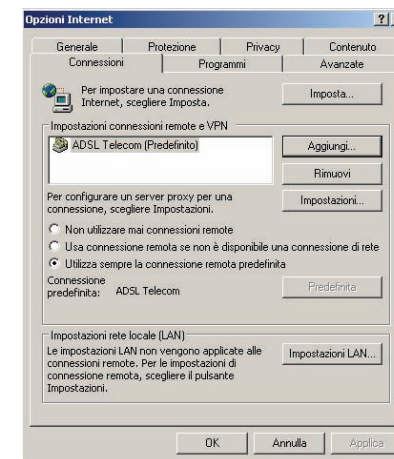 Opzioni Internet
Generale Protezione Privacy Contenuto
Connessioni Programmi Avanzate
Per impostare una connessione
Internet, scegliere Imposta.
Imposta...
Impostazioni connessioni remote e VPN
ADSL Telecom (Predefinito)
Aggiungi...
Rimuovi
Per configurare un server proxy per una
connessione, scegliere Impostazioni.
Impostazioni...
Non utilizzare mai connessioni remote
Usa connessione remota se non è disponibile una connessione di rete
Utilizza sempre la connessione remota predefinita
Connessione
predefinita: ADSL Telecom
Predefinita
Impostazioni rete locale (LAN)
Le impostazioni LAN non vengono applicate alle
connessioni remote. Per le impostazioni di
connessione remota, scegliere il pulsante
Impostazioni.
Impostazioni LAN...
OK Annulla Applica